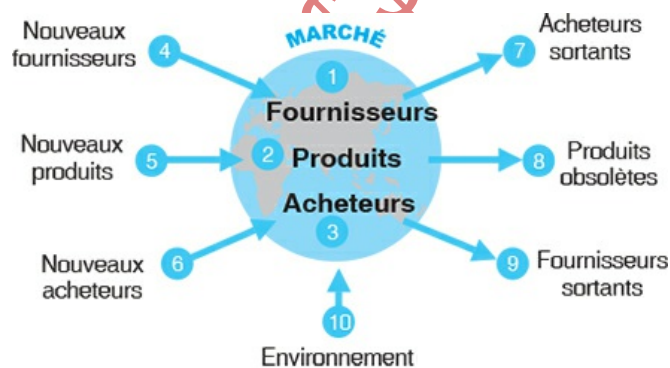 MARCHÉ
Nouveaux
fournisseurs
4
1
7
Acheteurs
sortants
Fournisseurs
Nouveaux
produits
5
2
Produits
8
Produits
obsolètes
Acheteurs
Nouveaux
acheteurs
6
3
9
Fournisseurs
sortants
10
Environnement